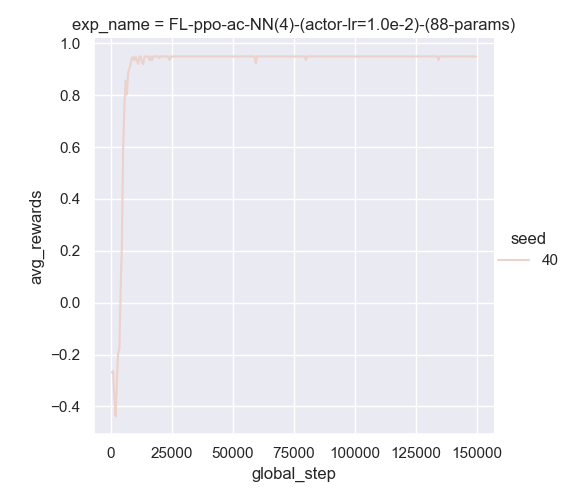 exp_name = FL-ppo-ac-NN(4)-(actor-lr=1.0e-2)-(88-params)
1.0
0.8
0.6
0.4
0.2
0.0
−0.2
−0.4
avg_rewards
0 25000 50000 75000 100000 125000 150000
global_step
seed
40